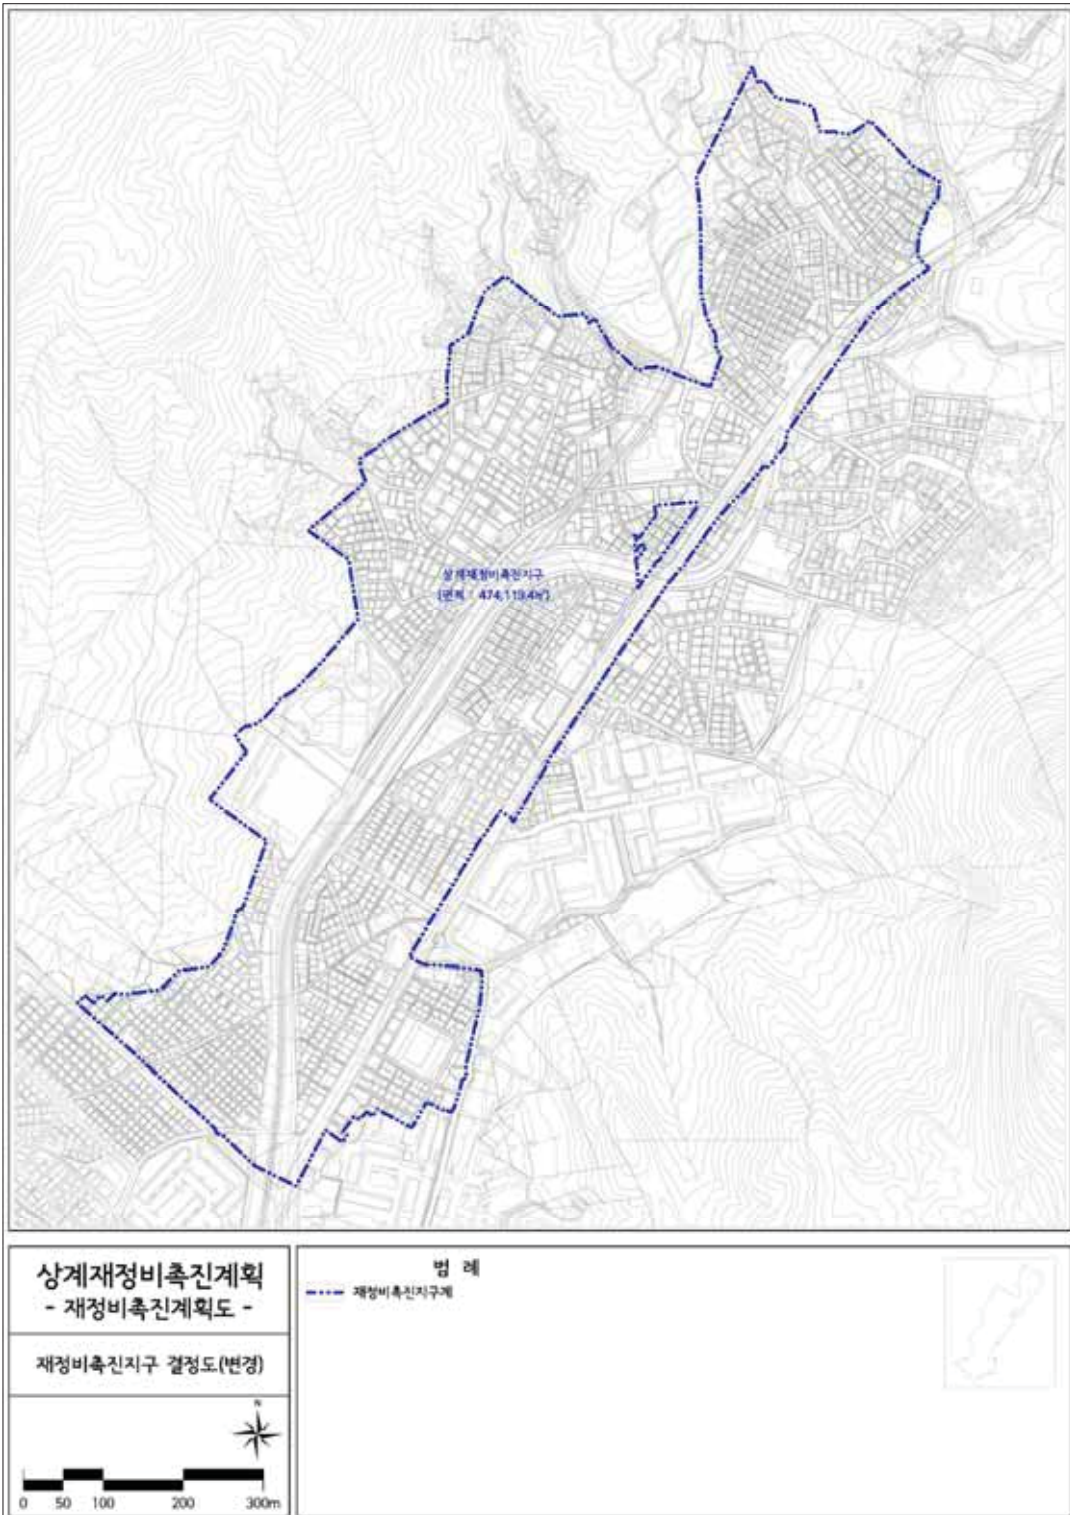 상계재정비촉진지구
(면적 : 474,119.4㎡)
상계재정비촉진계획
- 재정비촉진계획도 -
재정비촉진지구 결정도(변경)
N
0 50 100 200 300m
범 례
재정비촉진지구계